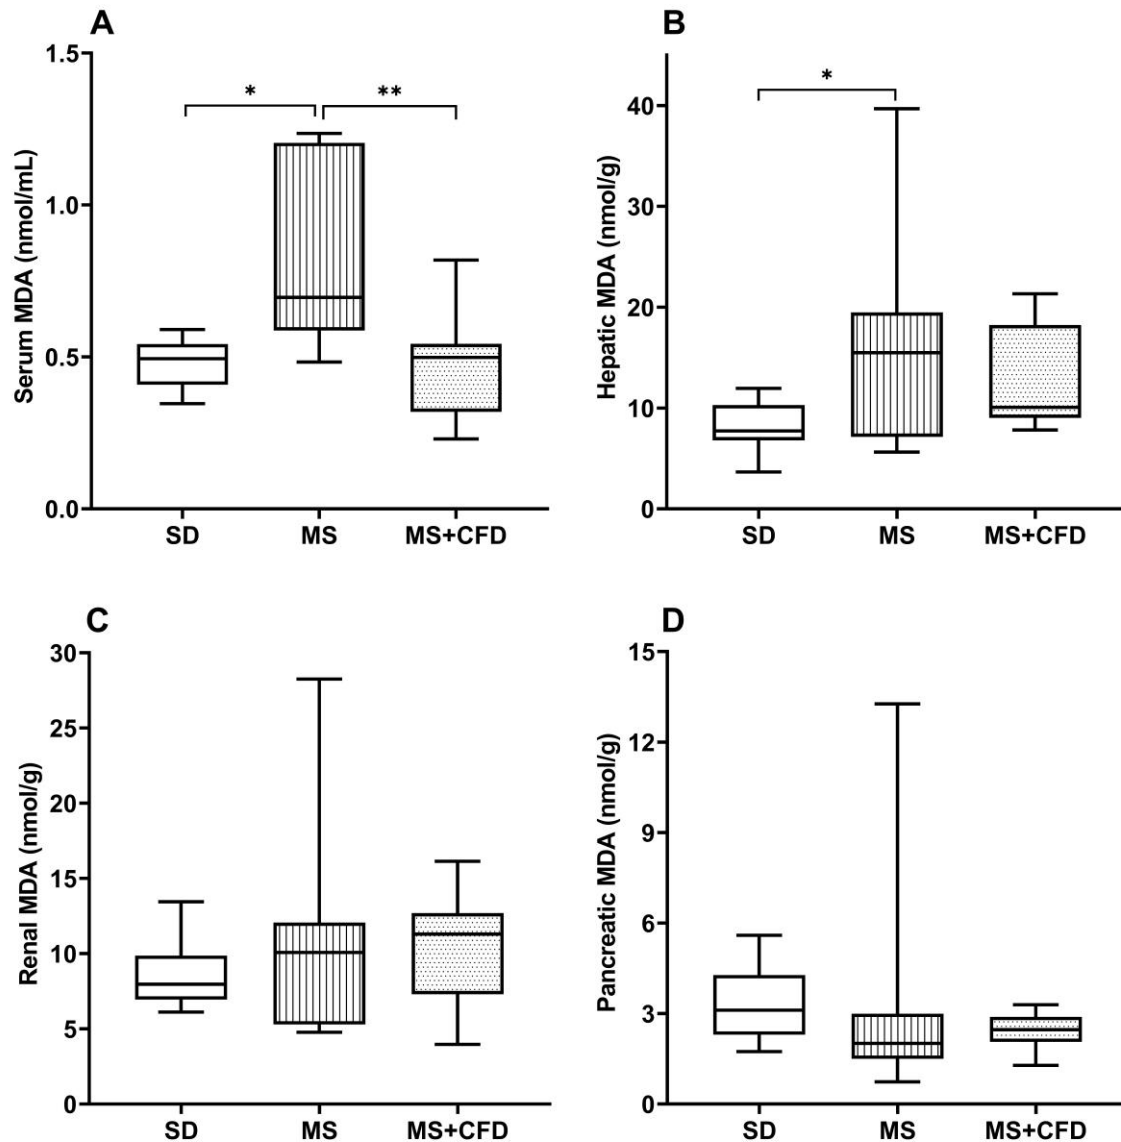 A
Serum MDA (nmol/mL)
1.5
1.0
0.5
0.0
* **
SD MS MS+CFD
B
Hepatic MDA (nmol/g)
40
30
20
10
0
*
SD MS MS+CFD
C
Renal MDA (nmol/g)
30
25
20
15
10
5
0
SD MS MS+CFD
D
Pancreatic MDA (nmol/g)
15
12
9
6
3
0
SD MS MS+CFD